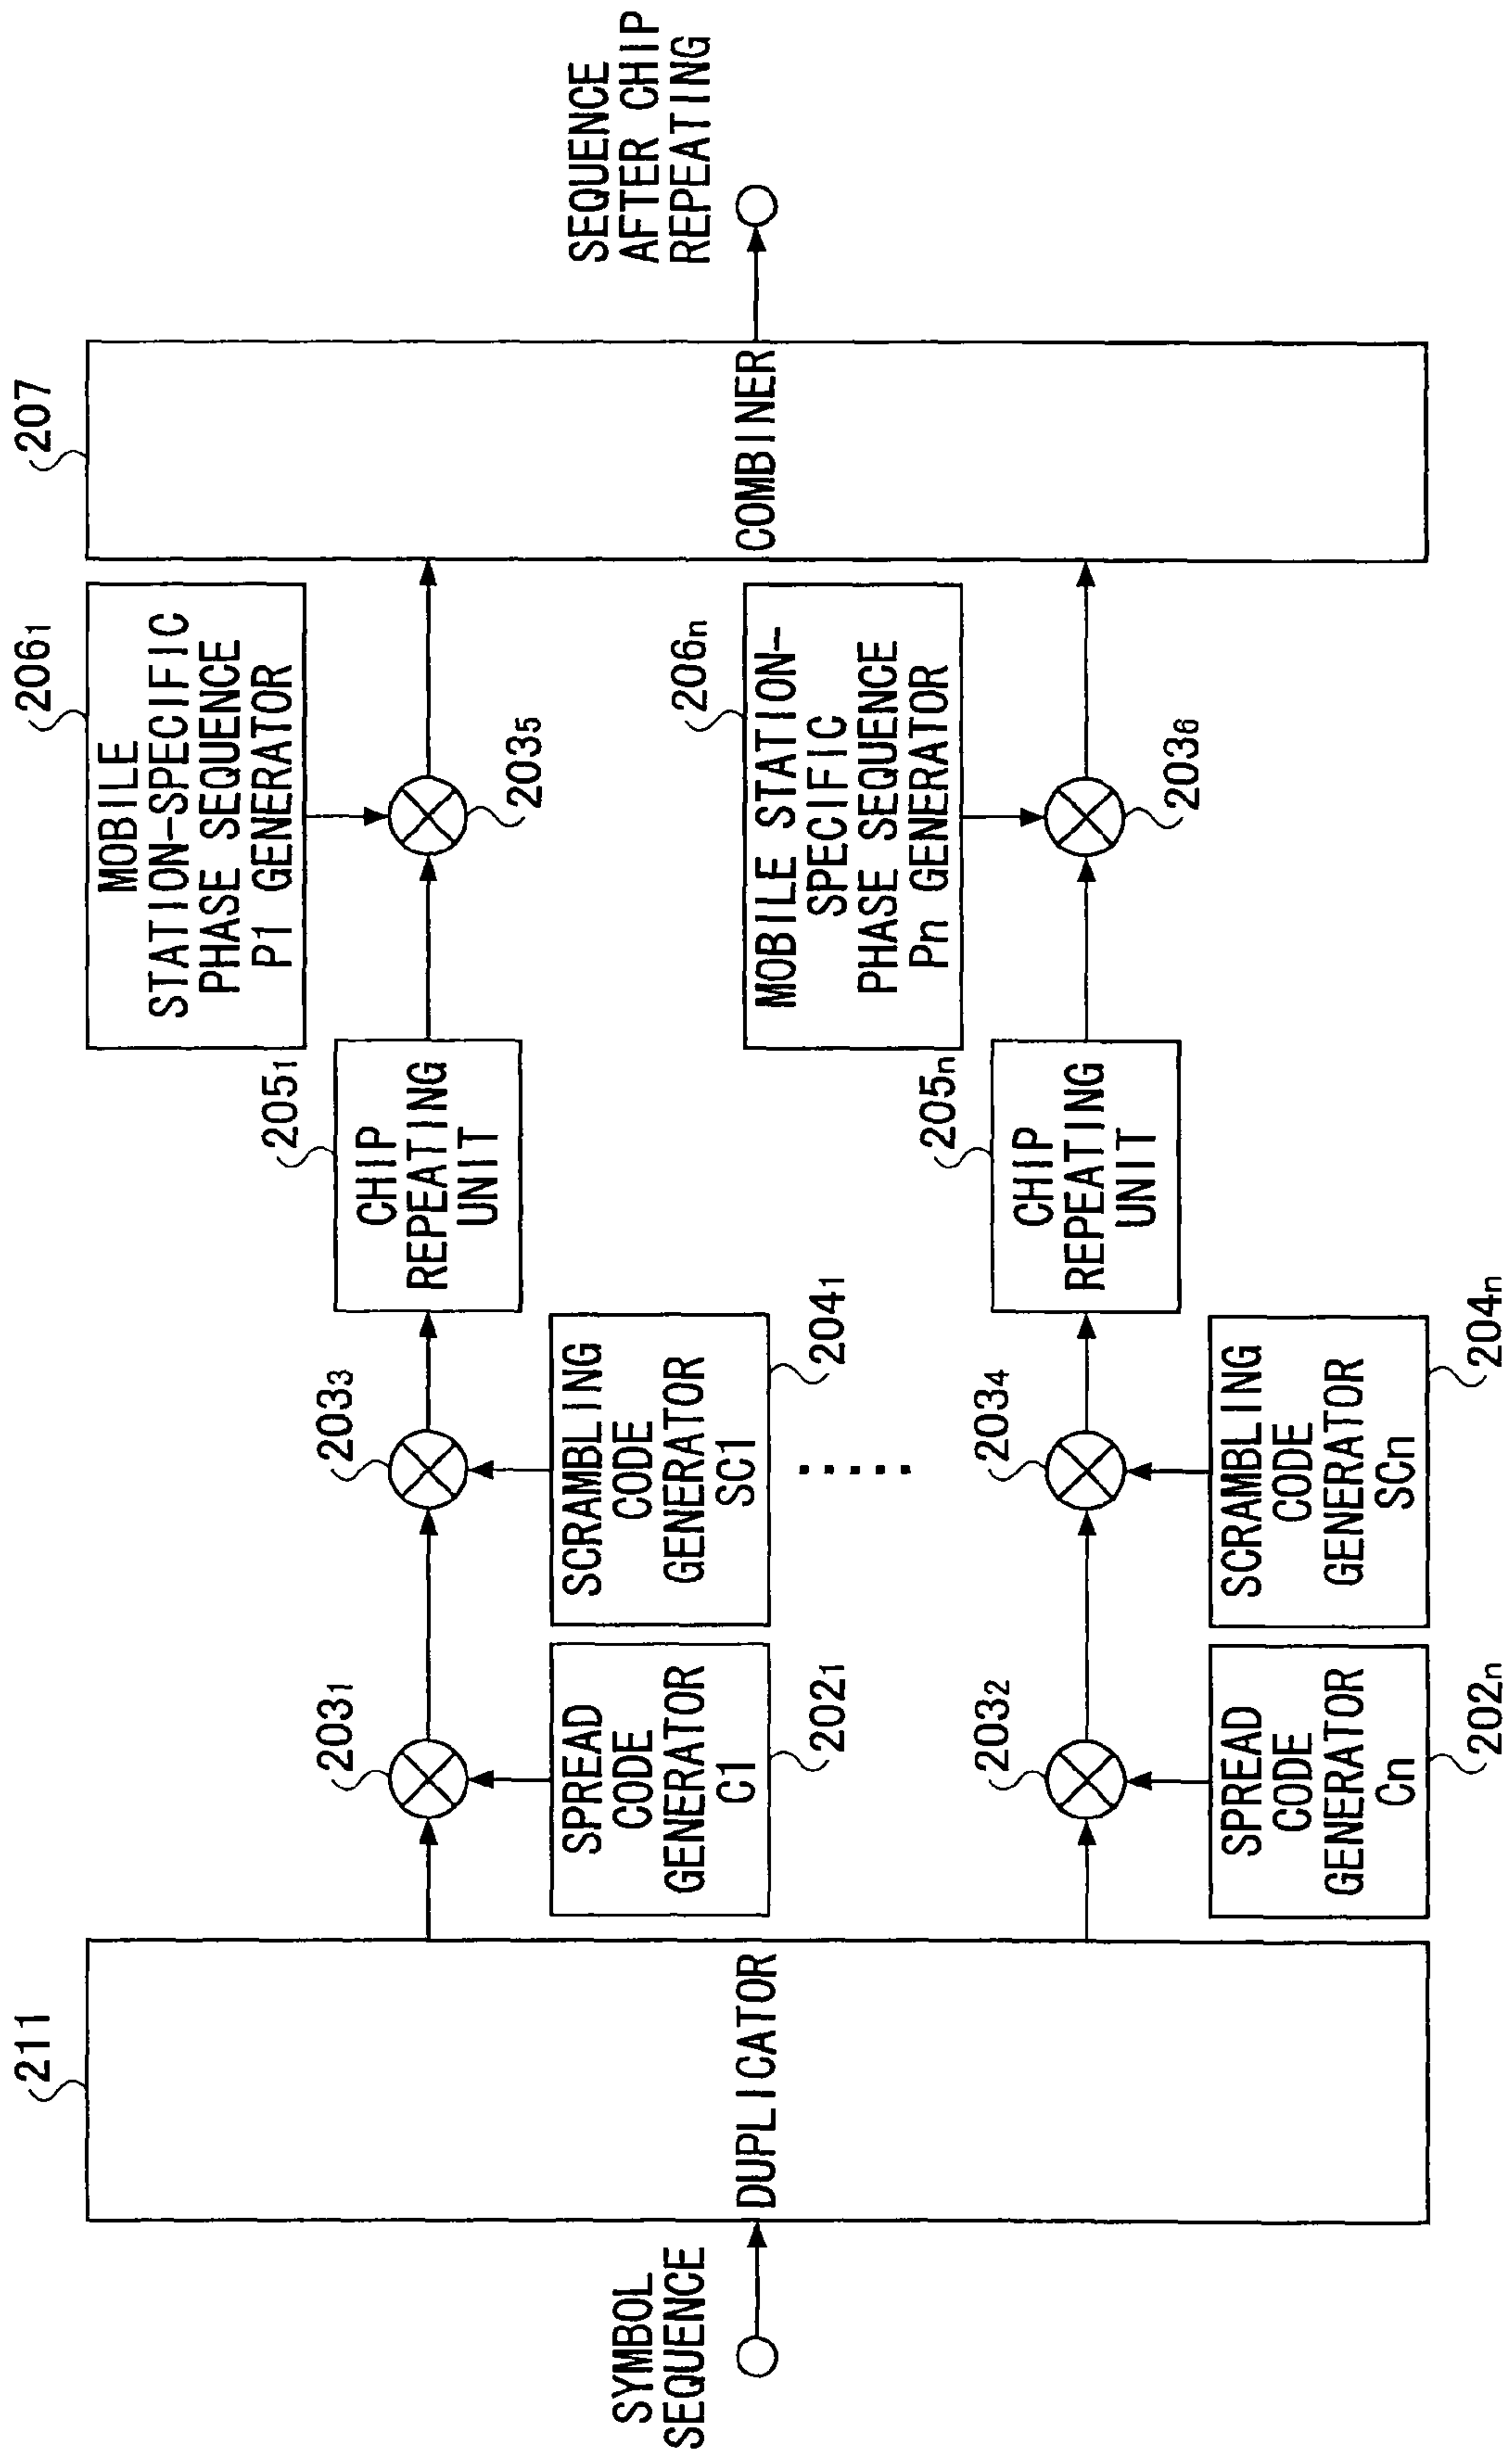 211
207
206₁
MOBILE
STATION-SPECIFIC
PHASE SEQUENCE
P1 GENERATOR
205₁
CHIP
REPEATING
UNIT
203₁
203₃
203₅
SPREAD
CODE
GENERATOR
C1
202₁
SCRAMBLING
CODE
GENERATOR
SC1
204₁
SYMBOL
SEQUENCE
DUPLICATOR
COMBINER
SEQUENCE
AFTER CHIP
REPEATING
206ₙ
MOBILE STATION-
SPECIFIC
PHASE SEQUENCE
Pn GENERATOR
205ₙ
CHIP
REPEATING
UNIT
203₂
203₄
203₆
SPREAD
CODE
GENERATOR
Cn
202ₙ
SCRAMBLING
CODE
GENERATOR
SCn
204ₙ